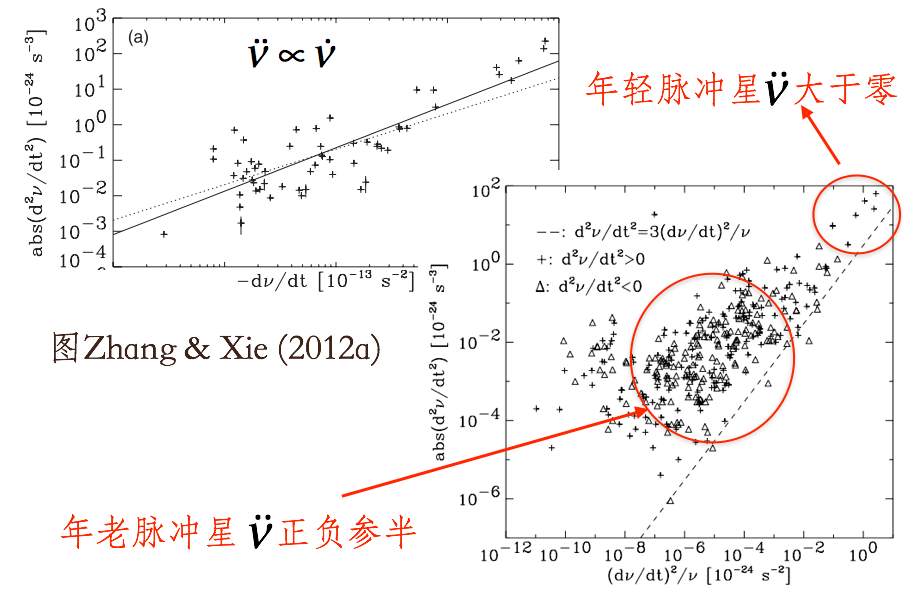 (a)
ν̈ ∝ ν̇
10³
10²
10¹
10⁰
10⁻¹
10⁻²
10⁻³
10⁻⁴
abs(d²ν/dt²) [10⁻²⁴ s⁻³]
-dν/dt [10⁻¹³ s⁻²]
年轻脉冲星ν̈大于零
图Zhang & Xie (2012a)
--: d²ν/dt²=3(dν/dt)²/ν
+: d²ν/dt²>0
Δ: d²ν/dt²<0
10²
10⁰
10⁻²
10⁻⁴
10⁻⁶
abs(d²ν/dt²) [10⁻²⁴ s⁻³]
年老脉冲星ν̈正负参半
10⁻¹² 10⁻¹⁰ 10⁻⁸ 10⁻⁶ 10⁻⁴ 10⁻² 10⁰
(dν/dt)²/ν [10⁻²⁴ s⁻²]